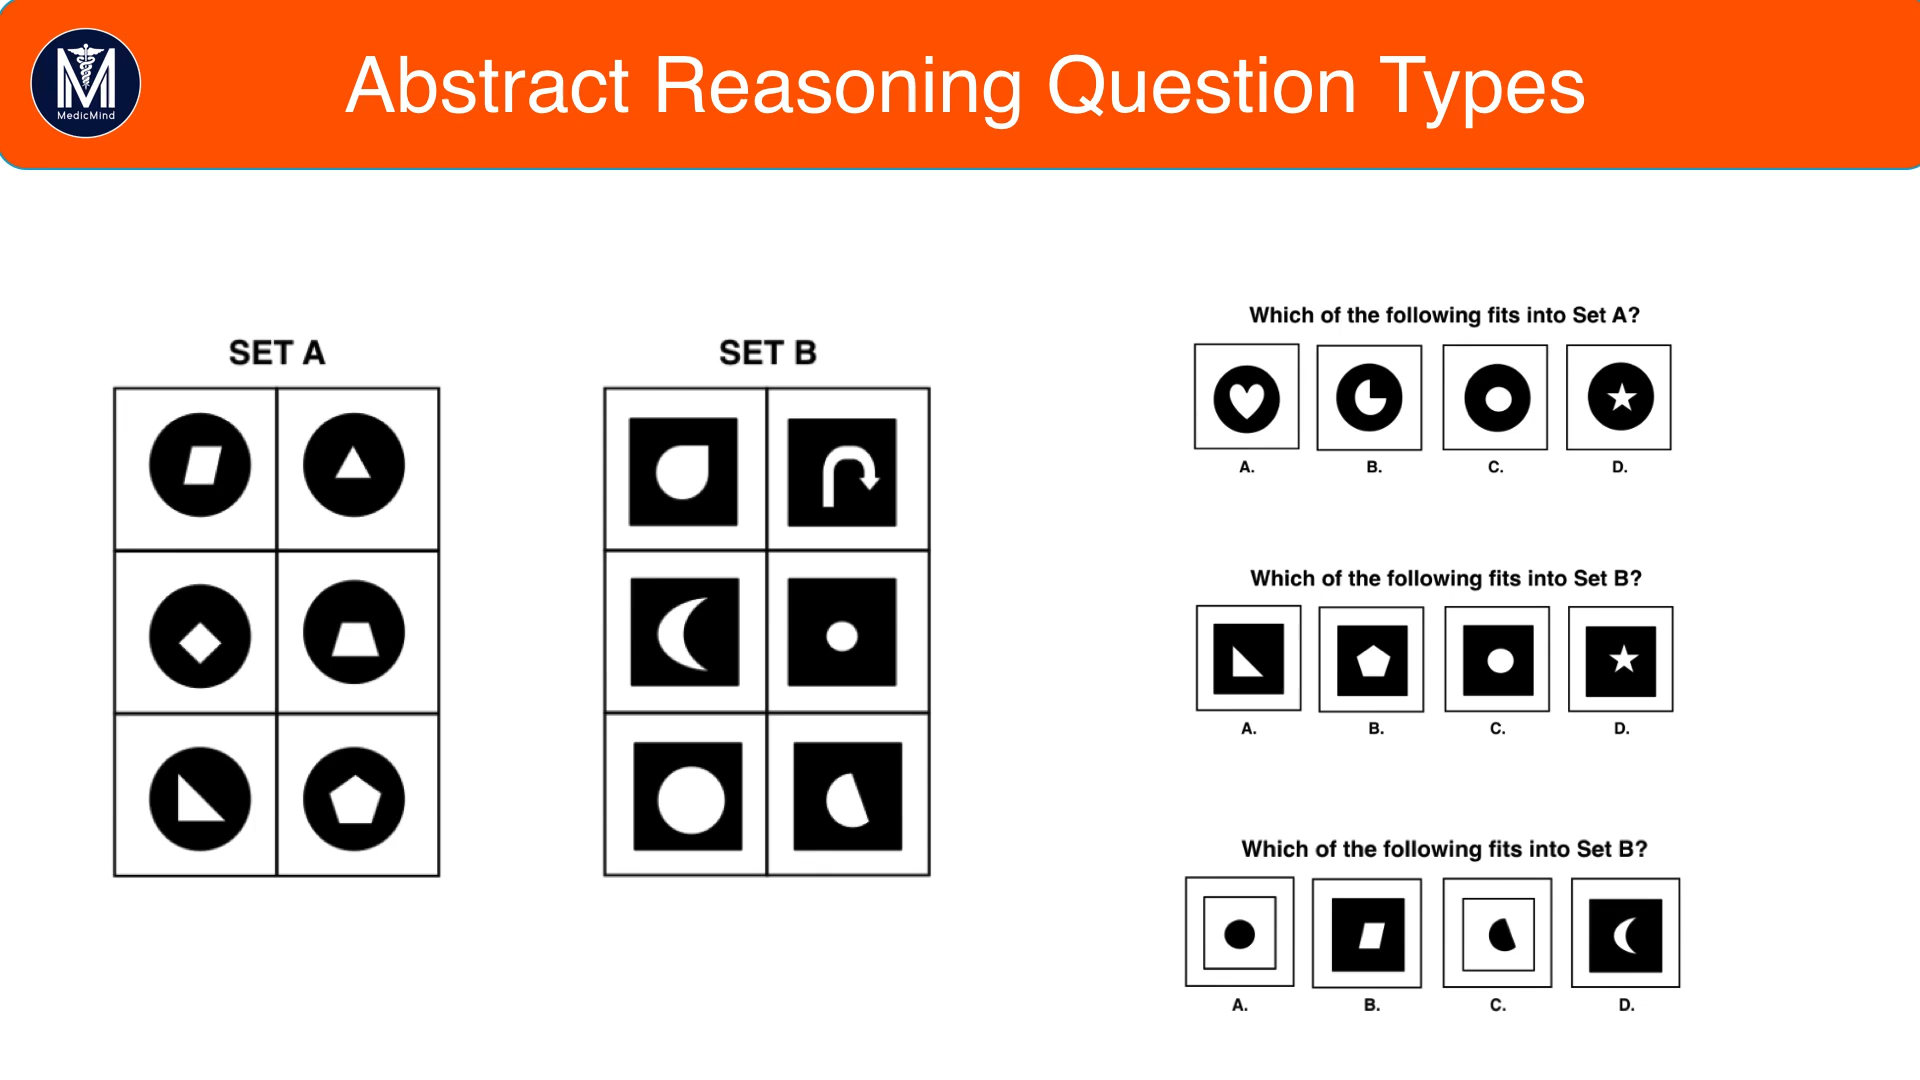 MedicMind
Abstract Reasoning Question Types
SET A
SET B
Which of the following fits into Set A?
A.
B.
C.
D.
Which of the following fits into Set B?
A.
B.
C.
D.
Which of the following fits into Set B?
A.
B.
C.
D.